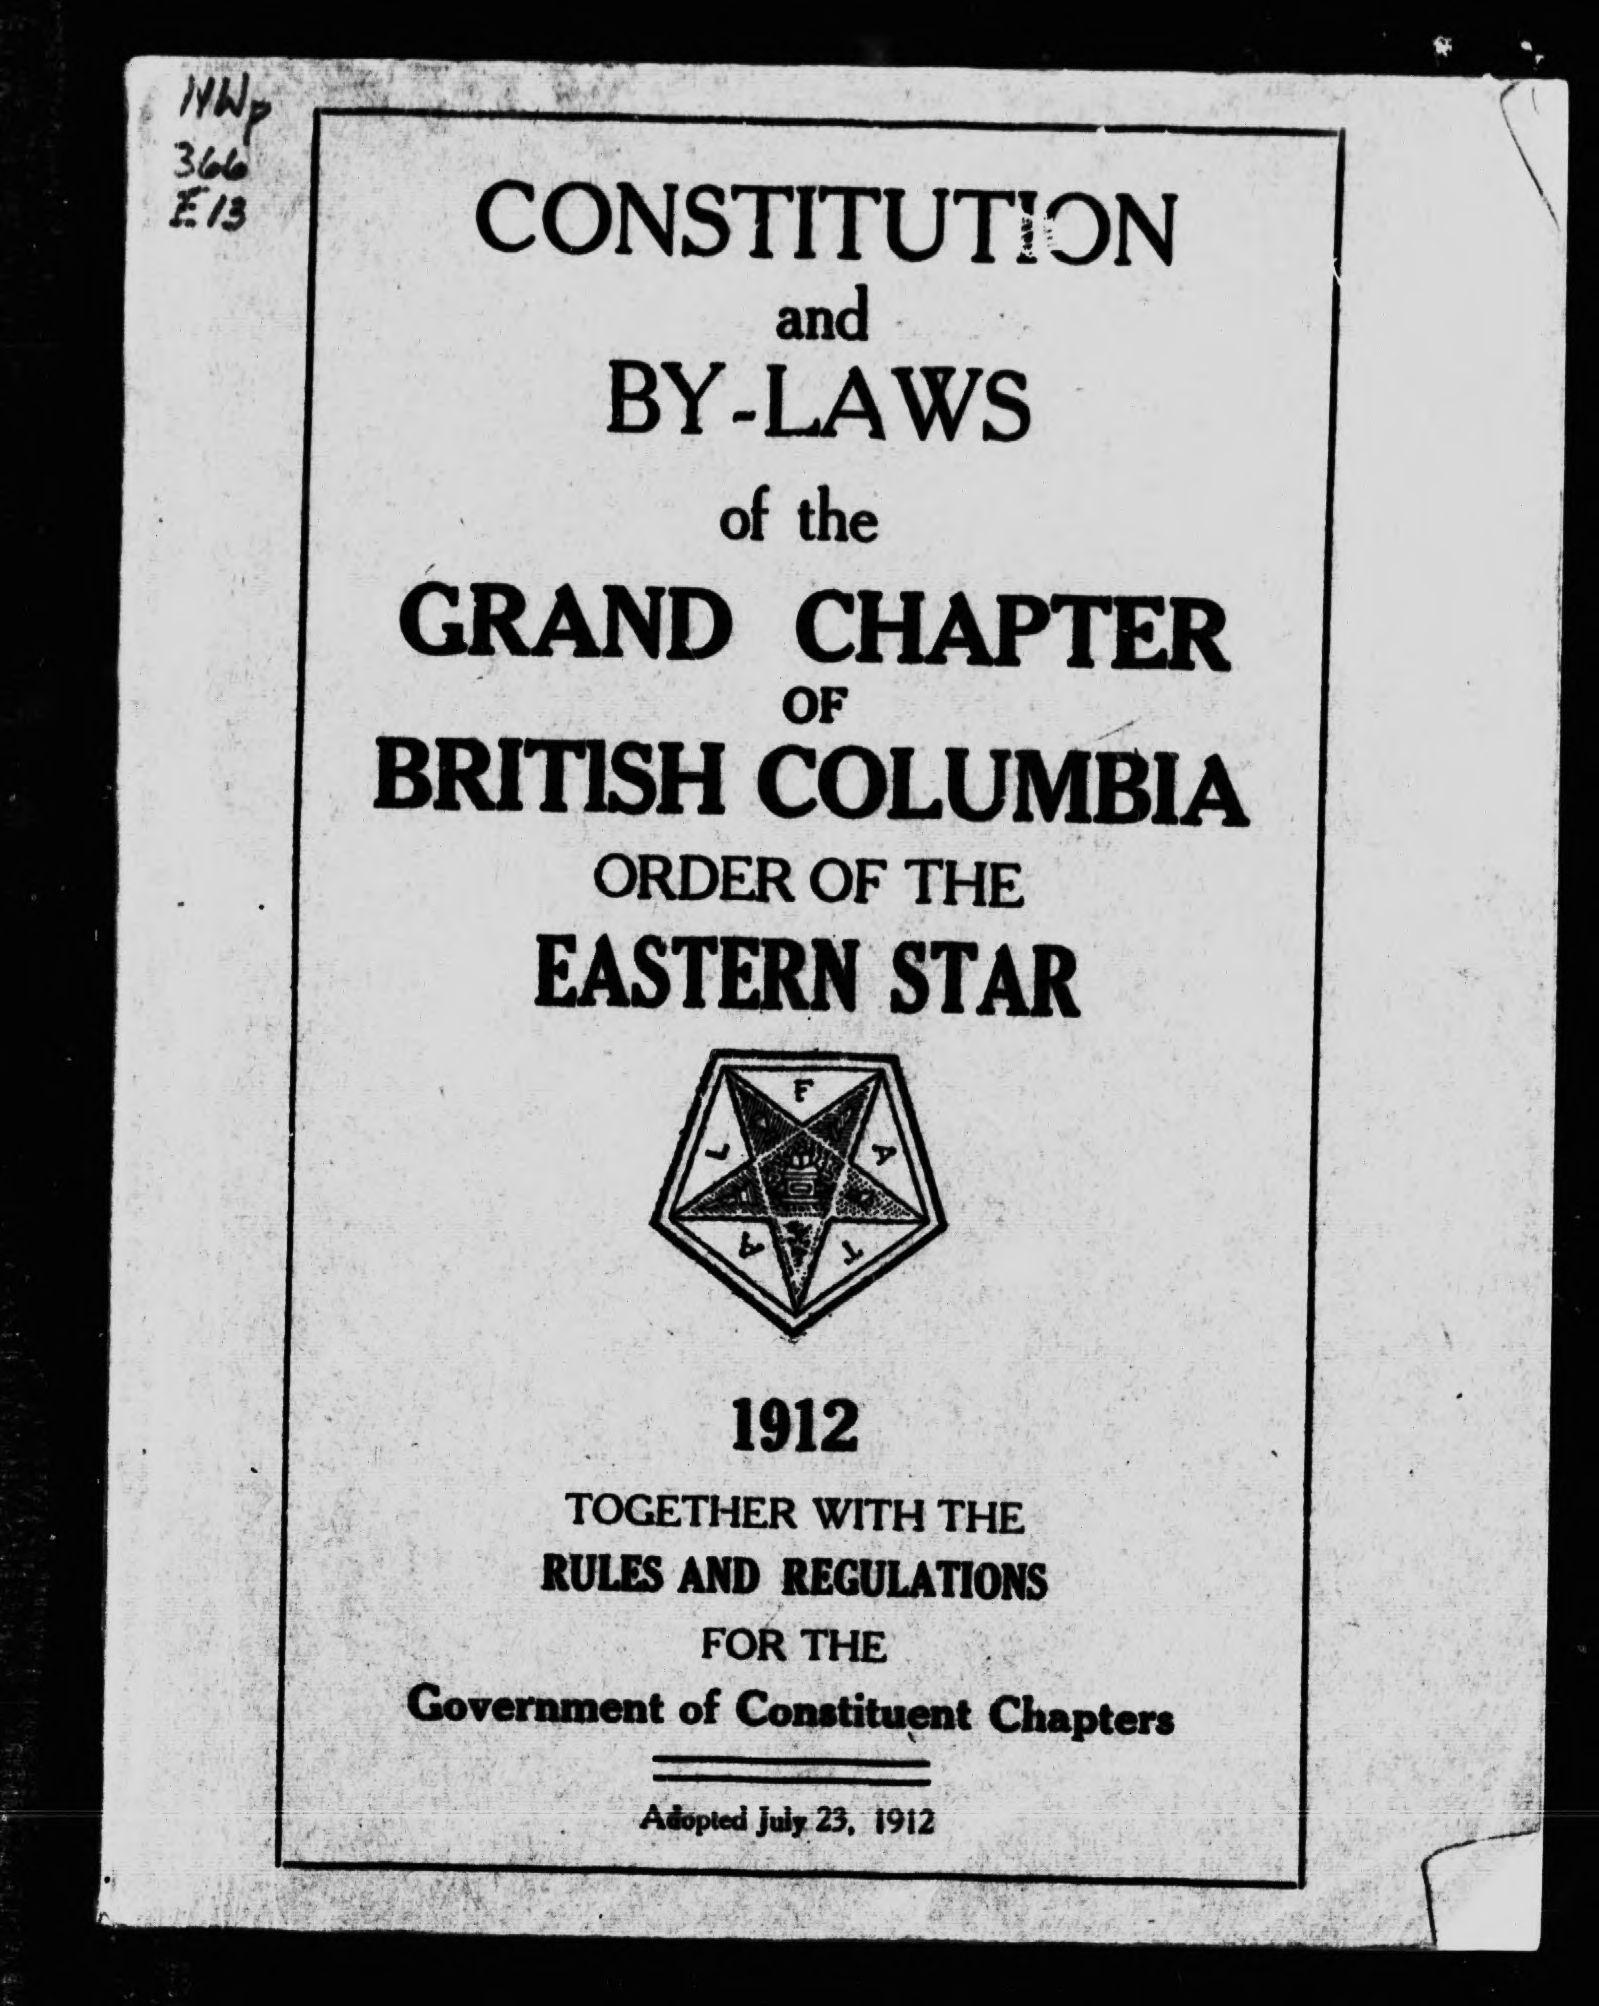 NWp
366
E13
CONSTITUTION
and
BY-LAWS
of the
GRAND CHAPTER
OF
BRITISH COLUMBIA
ORDER OF THE
EASTERN STAR
F
A
T
A
L
1912
TOGETHER WITH THE
RULES AND REGULATIONS
FOR THE
Government of Constituent Chapters
Adopted July 23, 1912